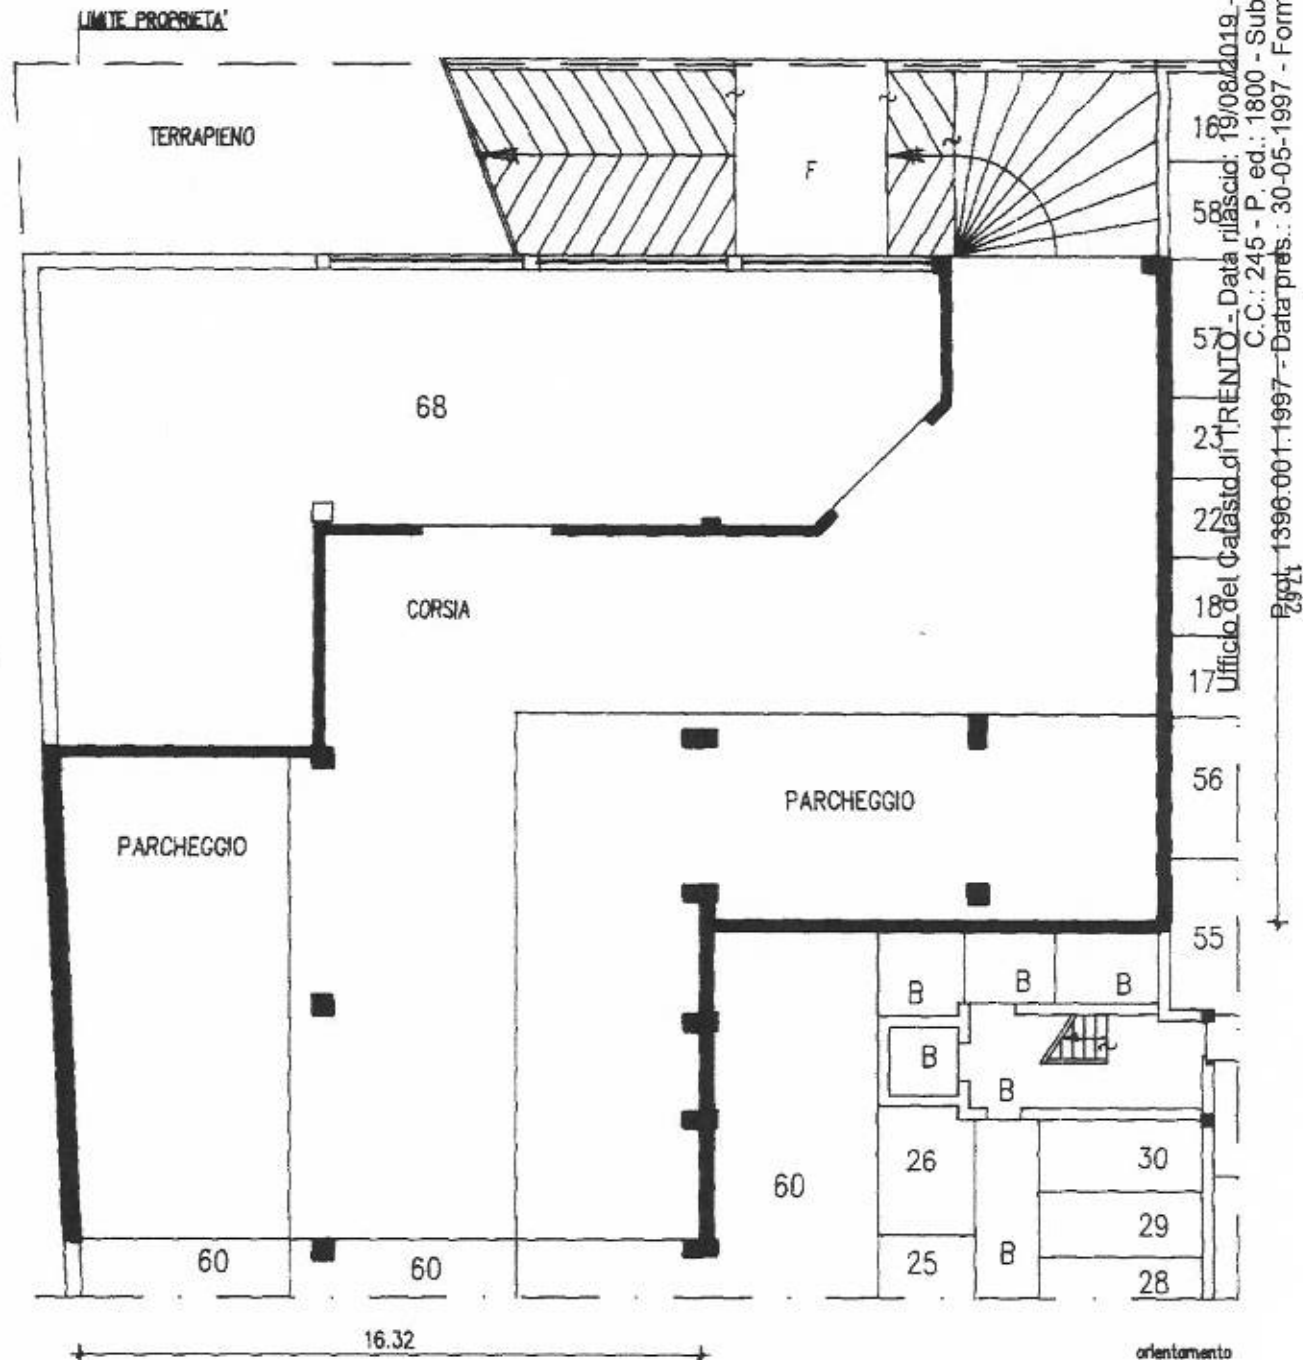 LIMITE PROPRIETA'
TERRAPIENO
F
16
58
57
68
23
22
CORSIA
18
17
56
PARCHEGGIO
PARCHEGGIO
55
B
B
B
B
B
26
30
60
29
B
60
60
25
28
16.32
orientamento
Ufficio del Catasto di TRENTO - Data rilascio: 19/08/2019 -
C.C.: 245 - P. ed.: 1800 - Sub
1396.001.1997 - Data pres.: 30-05-1997 - Form